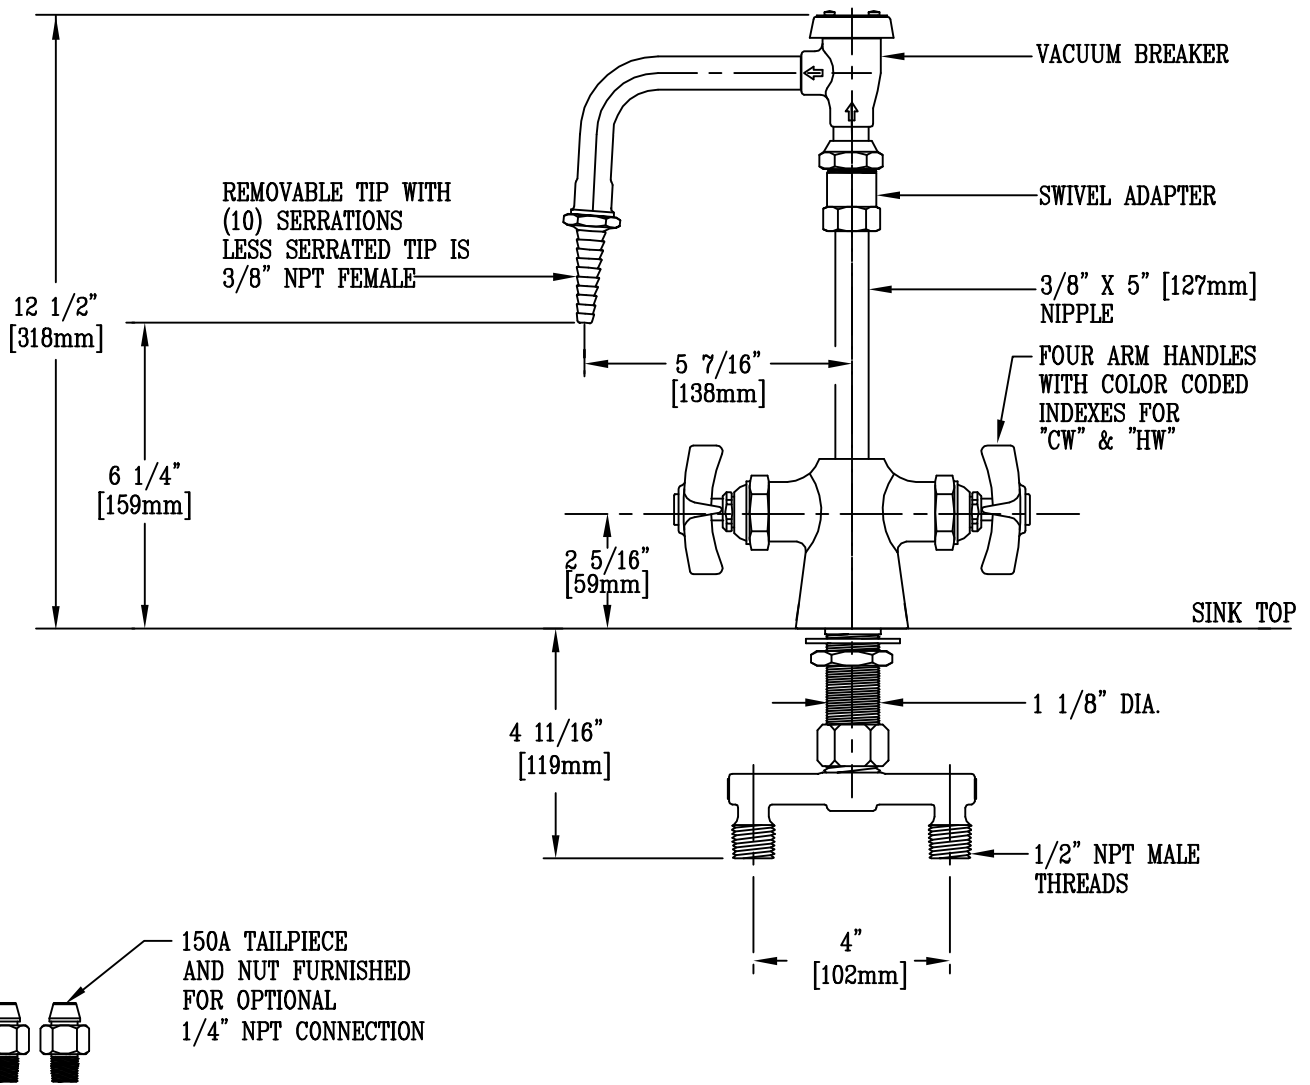 VACUUM BREAKER
REMOVABLE TIP WITH
(10) SERRATIONS
LESS SERRATED TIP IS
3/8" NPT FEMALE
SWIVEL ADAPTER
12 1/2"
[318mm]
3/8" X 5" [127mm]
NIPPLE
5 7/16"
[138mm]
FOUR ARM HANDLES
WITH COLOR CODED
INDEXES FOR
"CW" & "HW"
6 1/4"
[159mm]
2 5/16"
[59mm]
SINK TOP
4 11/16"
[119mm]
1 1/8" DIA.
1/2" NPT MALE
THREADS
4"
[102mm]
150A TAILPIECE
AND NUT FURNISHED
FOR OPTIONAL
1/4" NPT CONNECTION